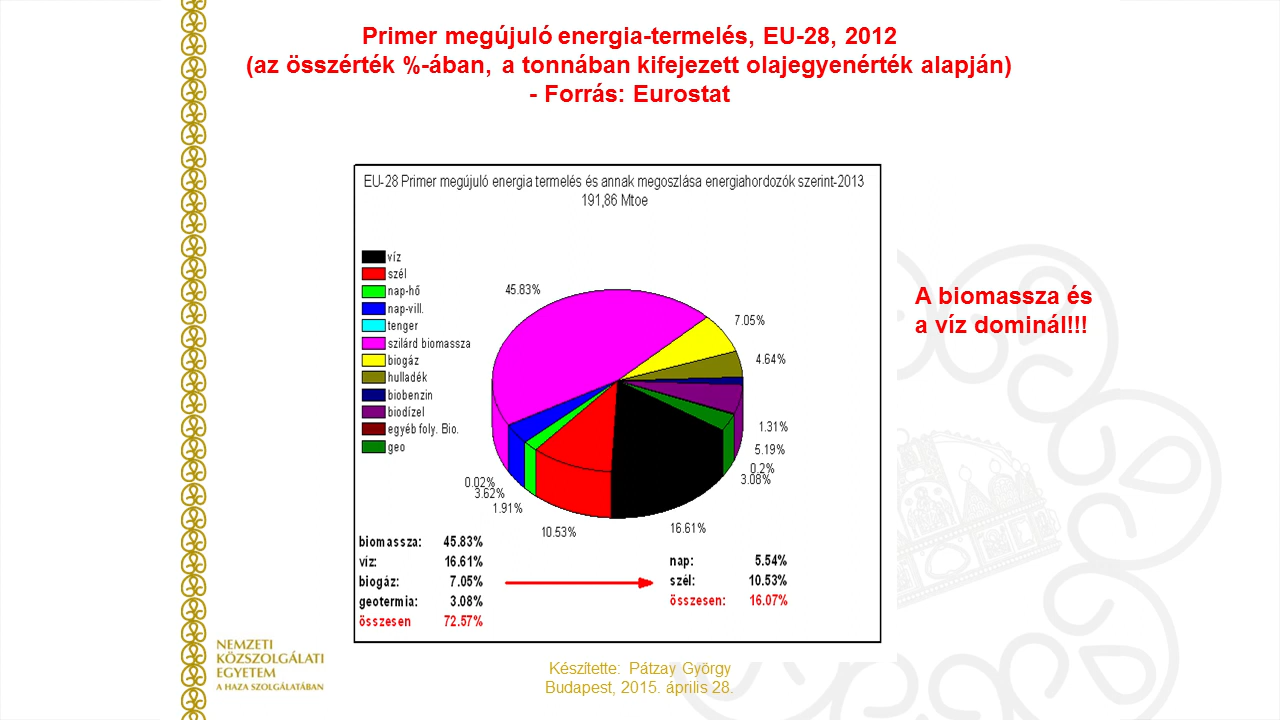 Primer megújuló energia-termelés, EU-28, 2012
(az összérték %-ában, a tonnában kifejezett olajegyenérték alapján)
- Forrás: Eurostat
EU-28 Primer megújuló energia termelés és annak megoszlása energiahordozók szerint-2013
191,86 Mtoe
víz
szél
nap-hő
nap-vill.
tenger
szilárd biomassza
biogáz
hulladék
biobenzin
biodízel
egyéb foly. Bio.
geo
45.83%
7.05%
4.64%
1.31%
5.19%
0.2%
3.08%
16.61%
10.53%
1.91%
3.62%
0.02%
A biomassza és
a víz dominál!!!
biomassza: 45.83%
víz: 16.61%
biogáz: 7.05%
geotermia: 3.08%
összesen 72.57%
nap: 5.54%
szél: 10.53%
összesen: 16.07%
NEMZETI
KÖZSZOLGÁLATI
EGYETEM
A HAZA SZOLGÁLATÁBAN
Készítette: Pátzay György
Budapest, 2015. április 28.